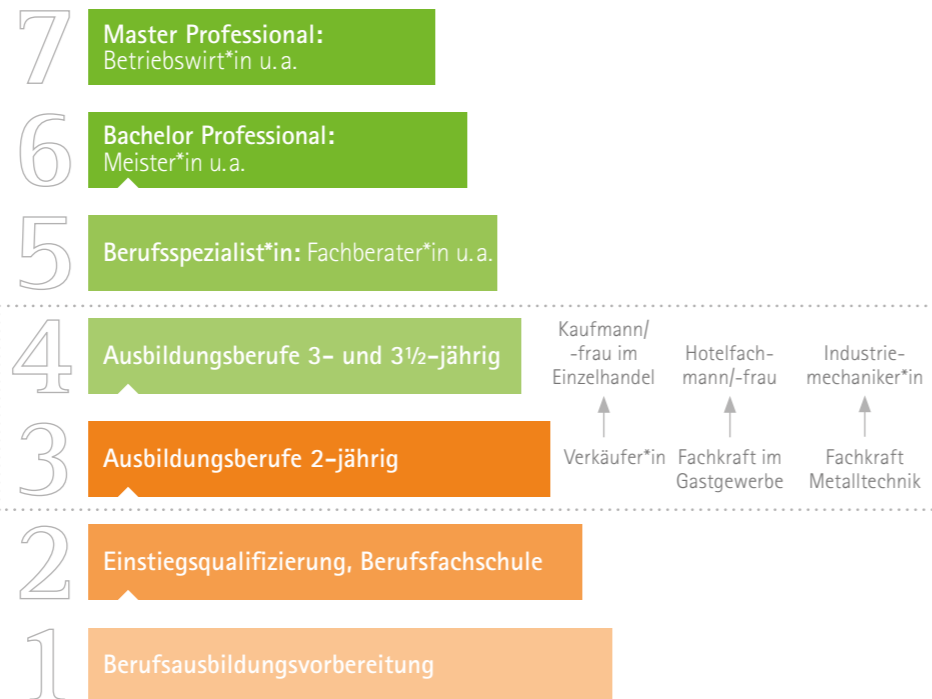 7
Master Professional:
Betriebswirt*in u. a.
6
Bachelor Professional:
Meister*in u. a.
5
Berufsspezialist*in: Fachberater*in u. a.
4
Ausbildungsberufe 3- und 3½-jährig
Kaufmann/
-frau im
Einzelhandel
Hotelfach-
mann/-frau
Industrie-
mechaniker*in
3
Ausbildungsberufe 2-jährig
Verkäufer*in
Fachkraft im
Gastgewerbe
Fachkraft
Metalltechnik
2
Einstiegsqualifizierung, Berufsfachschule
1
Berufsausbildungsvorbereitung